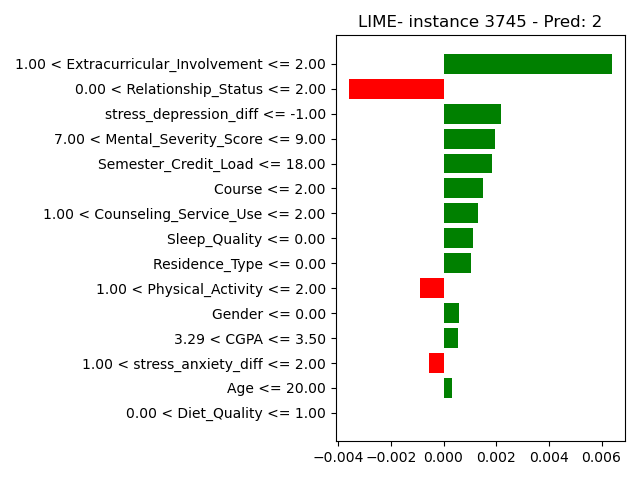 LIME- instance 3745 - Pred: 2
1.00 < Extracurricular_Involvement <= 2.00
0.00 < Relationship_Status <= 2.00
stress_depression_diff <= -1.00
7.00 < Mental_Severity_Score <= 9.00
Semester_Credit_Load <= 18.00
Course <= 2.00
1.00 < Counseling_Service_Use <= 2.00
Sleep_Quality <= 0.00
Residence_Type <= 0.00
1.00 < Physical_Activity <= 2.00
Gender <= 0.00
3.29 < CGPA <= 3.50
1.00 < stress_anxiety_diff <= 2.00
Age <= 20.00
0.00 < Diet_Quality <= 1.00
−0.004 −0.002 0.000 0.002 0.004 0.006